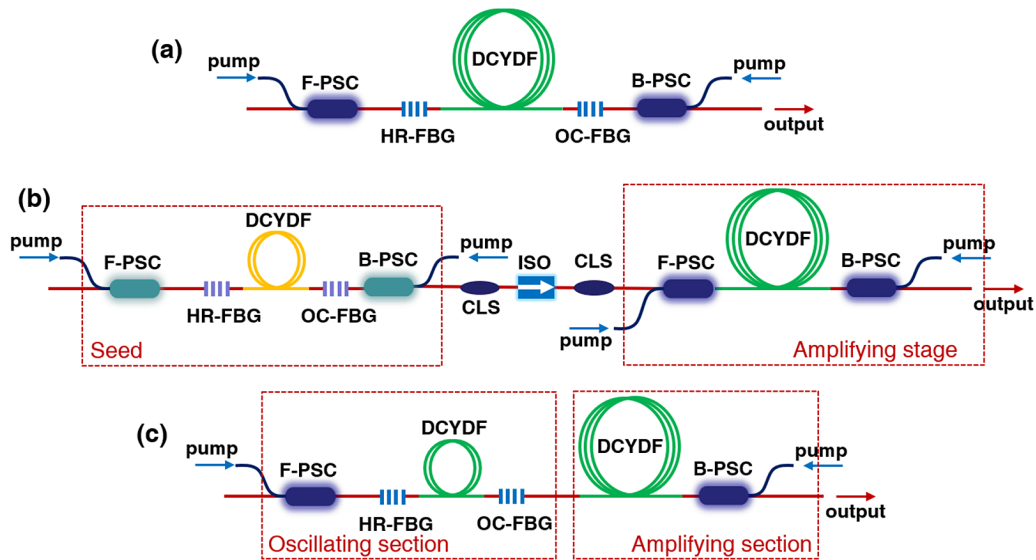 (a)
pump
F-PSC
HR-FBG
DCYDF
OC-FBG
B-PSC
pump
output
(b)
pump
F-PSC
HR-FBG
DCYDF
OC-FBG
B-PSC
pump
CLS
ISO
CLS
Seed
pump
F-PSC
DCYDF
B-PSC
pump
output
Amplifying stage
(c)
pump
F-PSC
HR-FBG
DCYDF
OC-FBG
Oscillating section
DCYDF
B-PSC
pump
output
Amplifying section